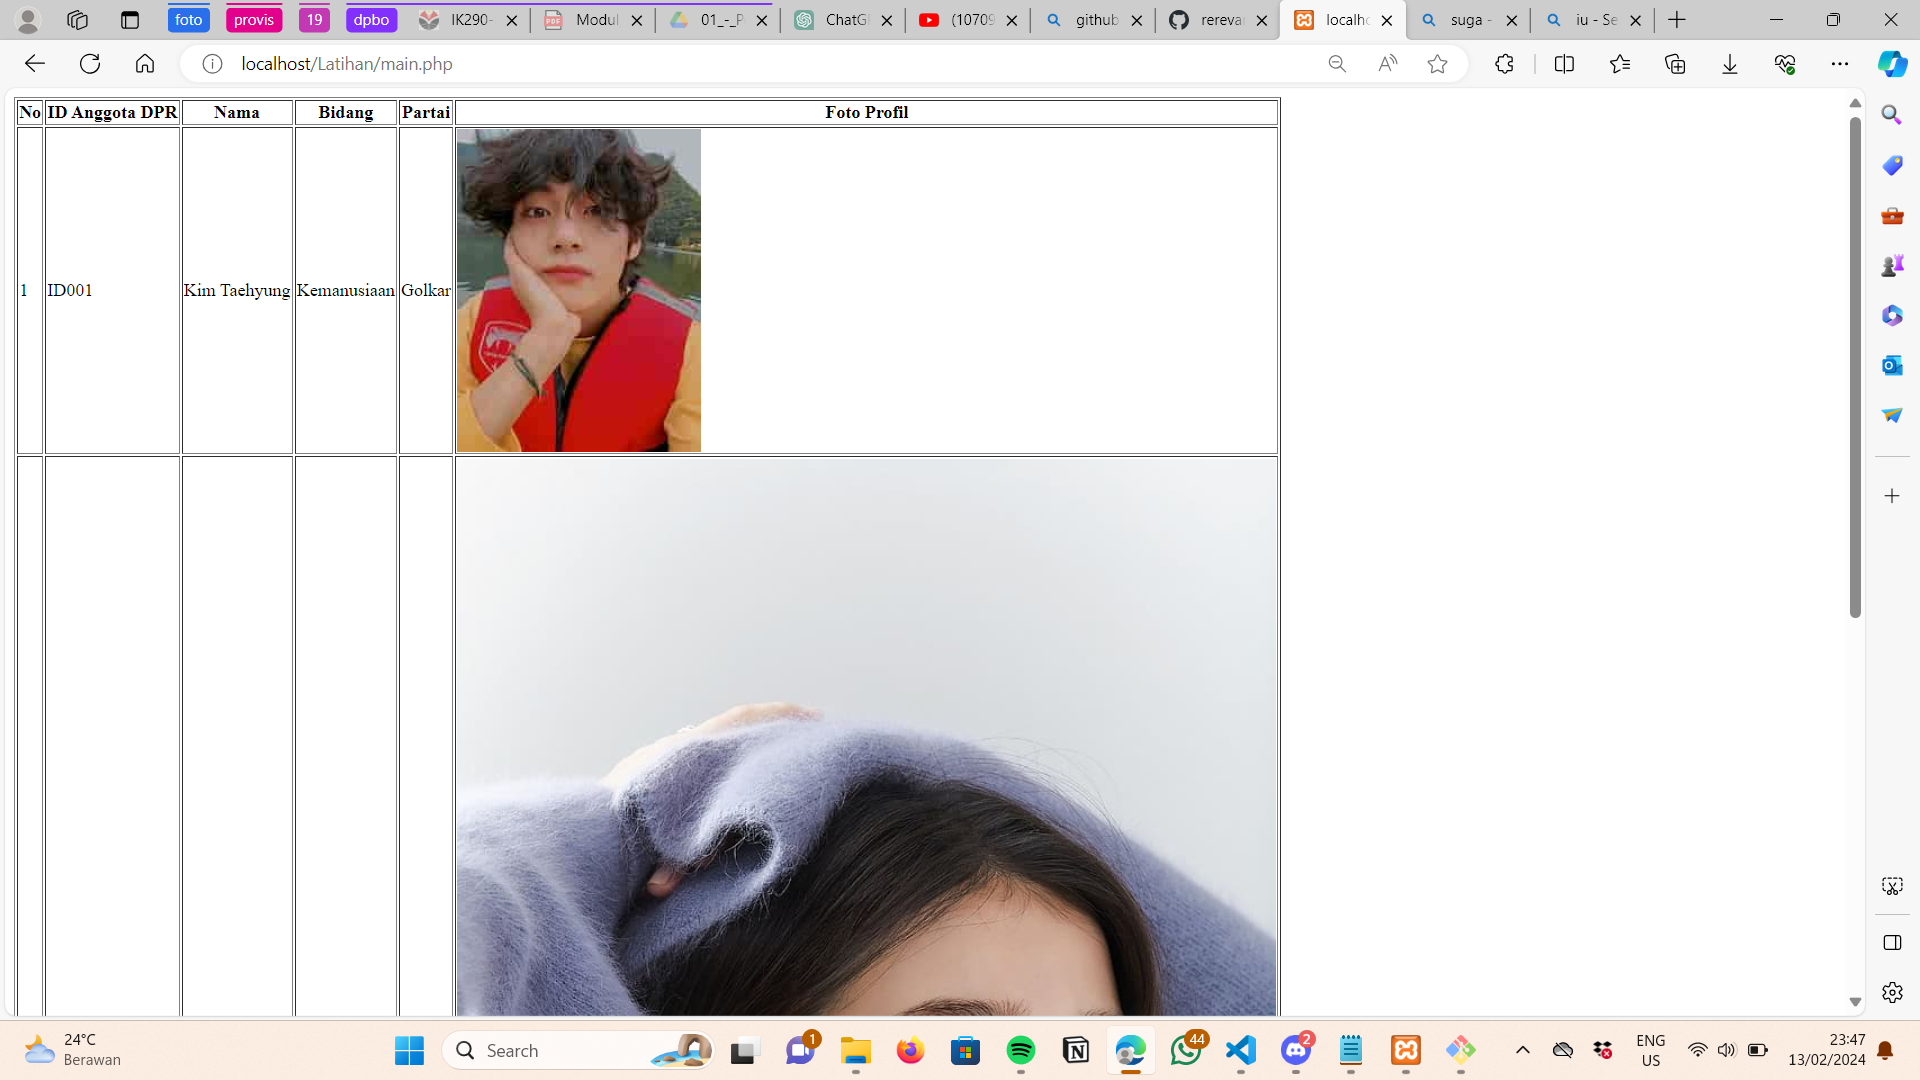 foto provis 19 dpbo IK290- Modul 01_-_P ChatG (10709 github rereva localho suga - iu - Se
localhost/Latihan/main.php
No ID Anggota DPR Nama Bidang Partai Foto Profil
1 ID001 Kim Taehyung Kemanusiaan Golkar
24°C
Berawan
Search
1
44
2
ENG
US
23:47
13/02/2024